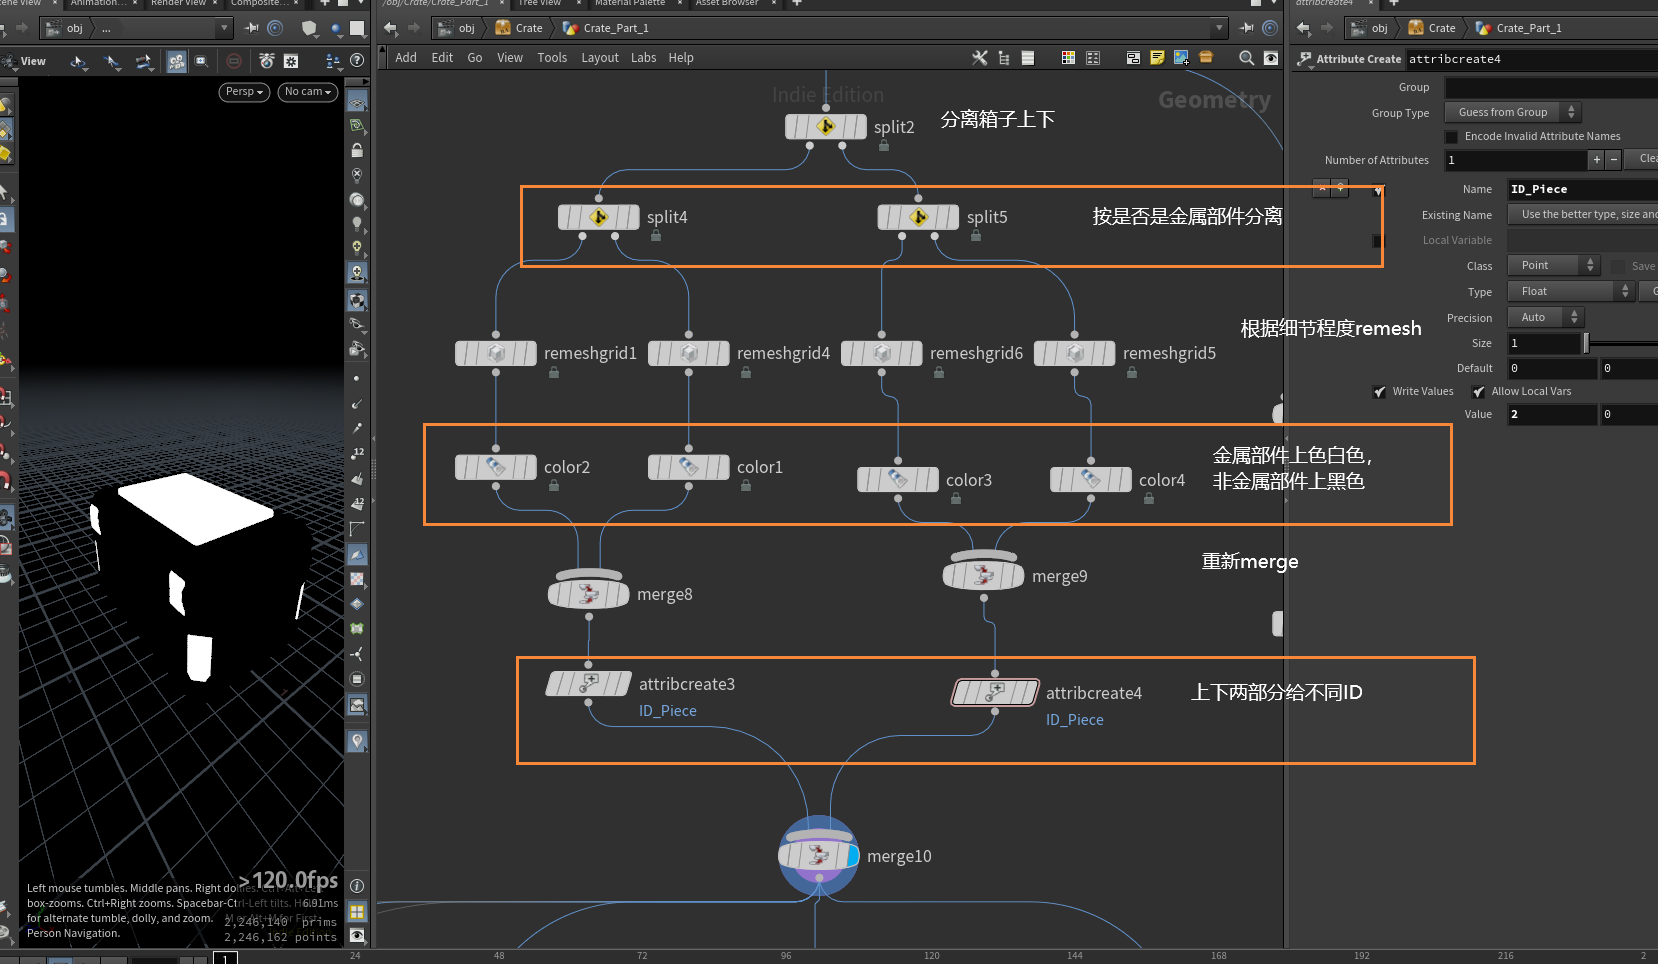 Scene View
Animation...
Render View
Composite...
/obj/Crate/Crate_Part_1
Tree View
Material Palette
Asset Browser
attribcreate4
obj
...
obj
Crate
Crate_Part_1
obj
Crate
Crate_Part_1
View
Add
Edit
Go
View
Tools
Layout
Labs
Help
Attribute Create
attribcreate4
Persp
No cam
Indie Edition
Geometry
split2
分离箱子上下
split4
split5
按是否是金属部件分离
remeshgrid1
remeshgrid4
remeshgrid6
remeshgrid5
根据细节程度remesh
color2
color1
color3
color4
金属部件上色白色,
非金属部件上黑色
merge8
merge9
重新merge
attribcreate3
ID_Piece
attribcreate4
ID_Piece
上下两部分给不同ID
merge10
Group
Group Type
Guess from Group
Encode Invalid Attribute Names
Number of Attributes
1
+
−
Clea
Name
ID_Piece
Existing Name
Use the better type, size and
Local Variable
Class
Point
Save
Type
Float
Precision
Auto
Size
1
Default
0
0
Write Values
Allow Local Vars
Value
2
0
12
12
>120.0fps
6.91ms
2,246,140 prims
2,246,162 points
Left mouse tumbles. Middle pans. Right dollies. Ctrl+Alt+Left
box-zooms. Ctrl+Right zooms. Spacebar-Ctrl-Left tilts. Hold
for alternate tumble, dolly, and zoom. M or Alt+M for First
Person Navigation.
1
24
48
72
96
120
144
168
192
216
2